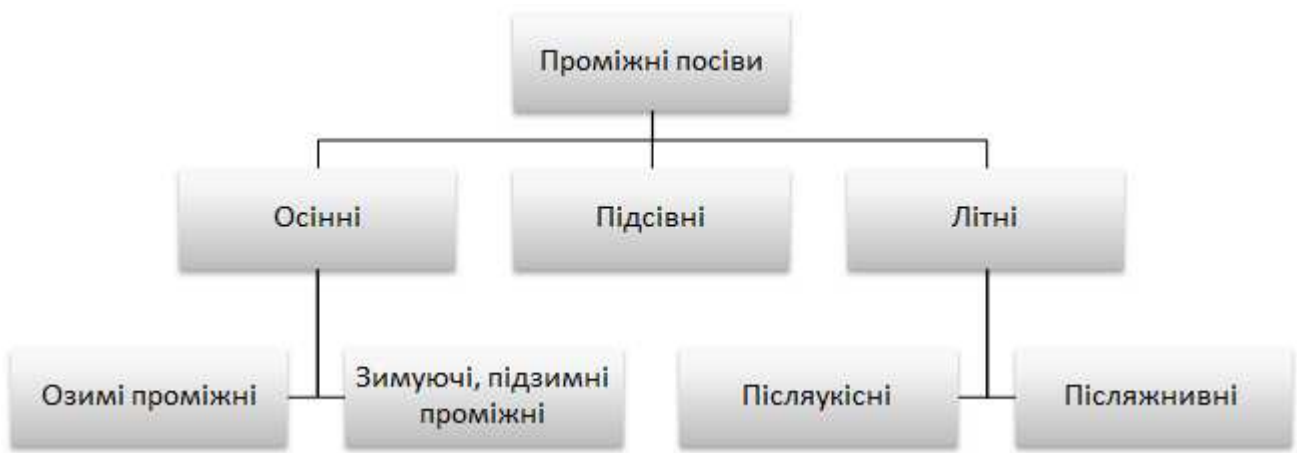 Проміжні посіви
Осінні
Підсівні
Літні
Озимі проміжні
Зимуючі, підзимні
проміжні
Післяукісні
Післяжнивні